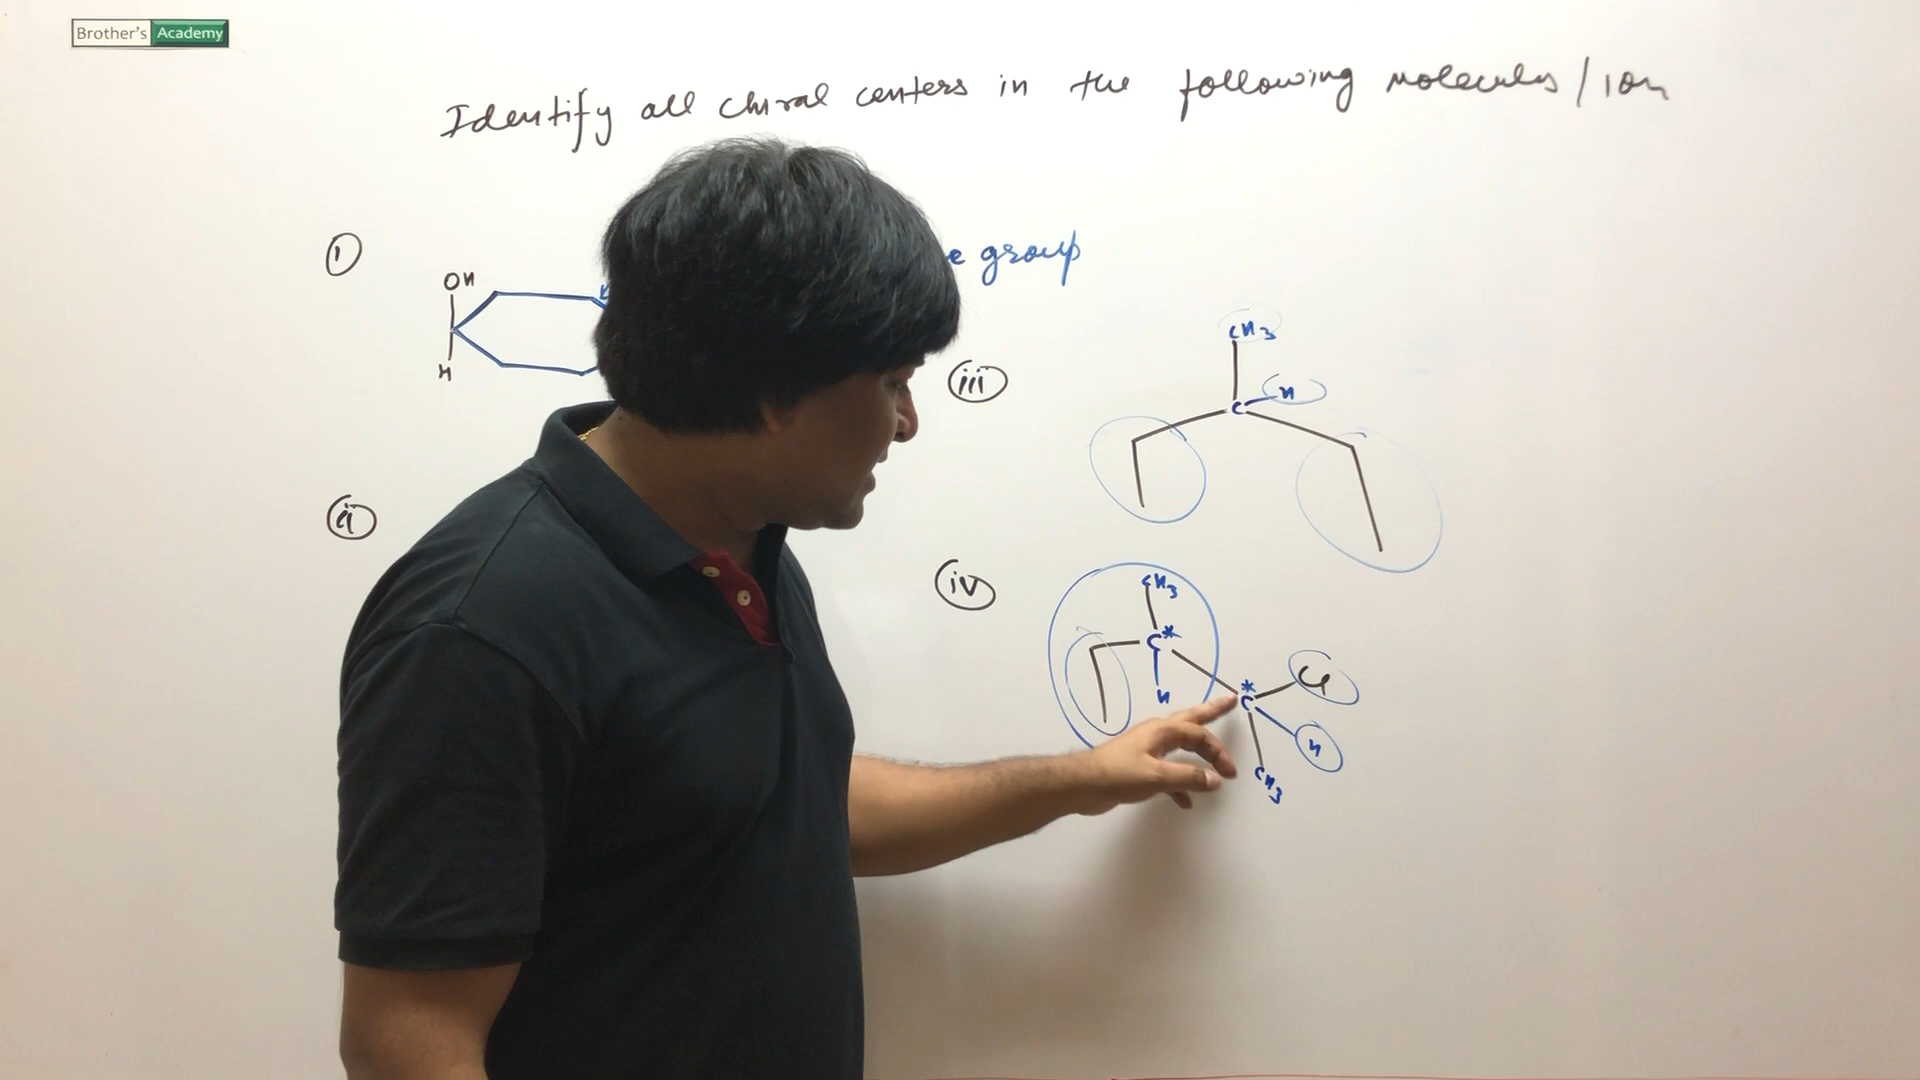 Brother's Academy
Identify all chiral centers in the following molecules / ion
i
OH
H
e group
ii
iii
CH3
H
C
iv
CH3
C*
H
*
C
Cl
H
CH3